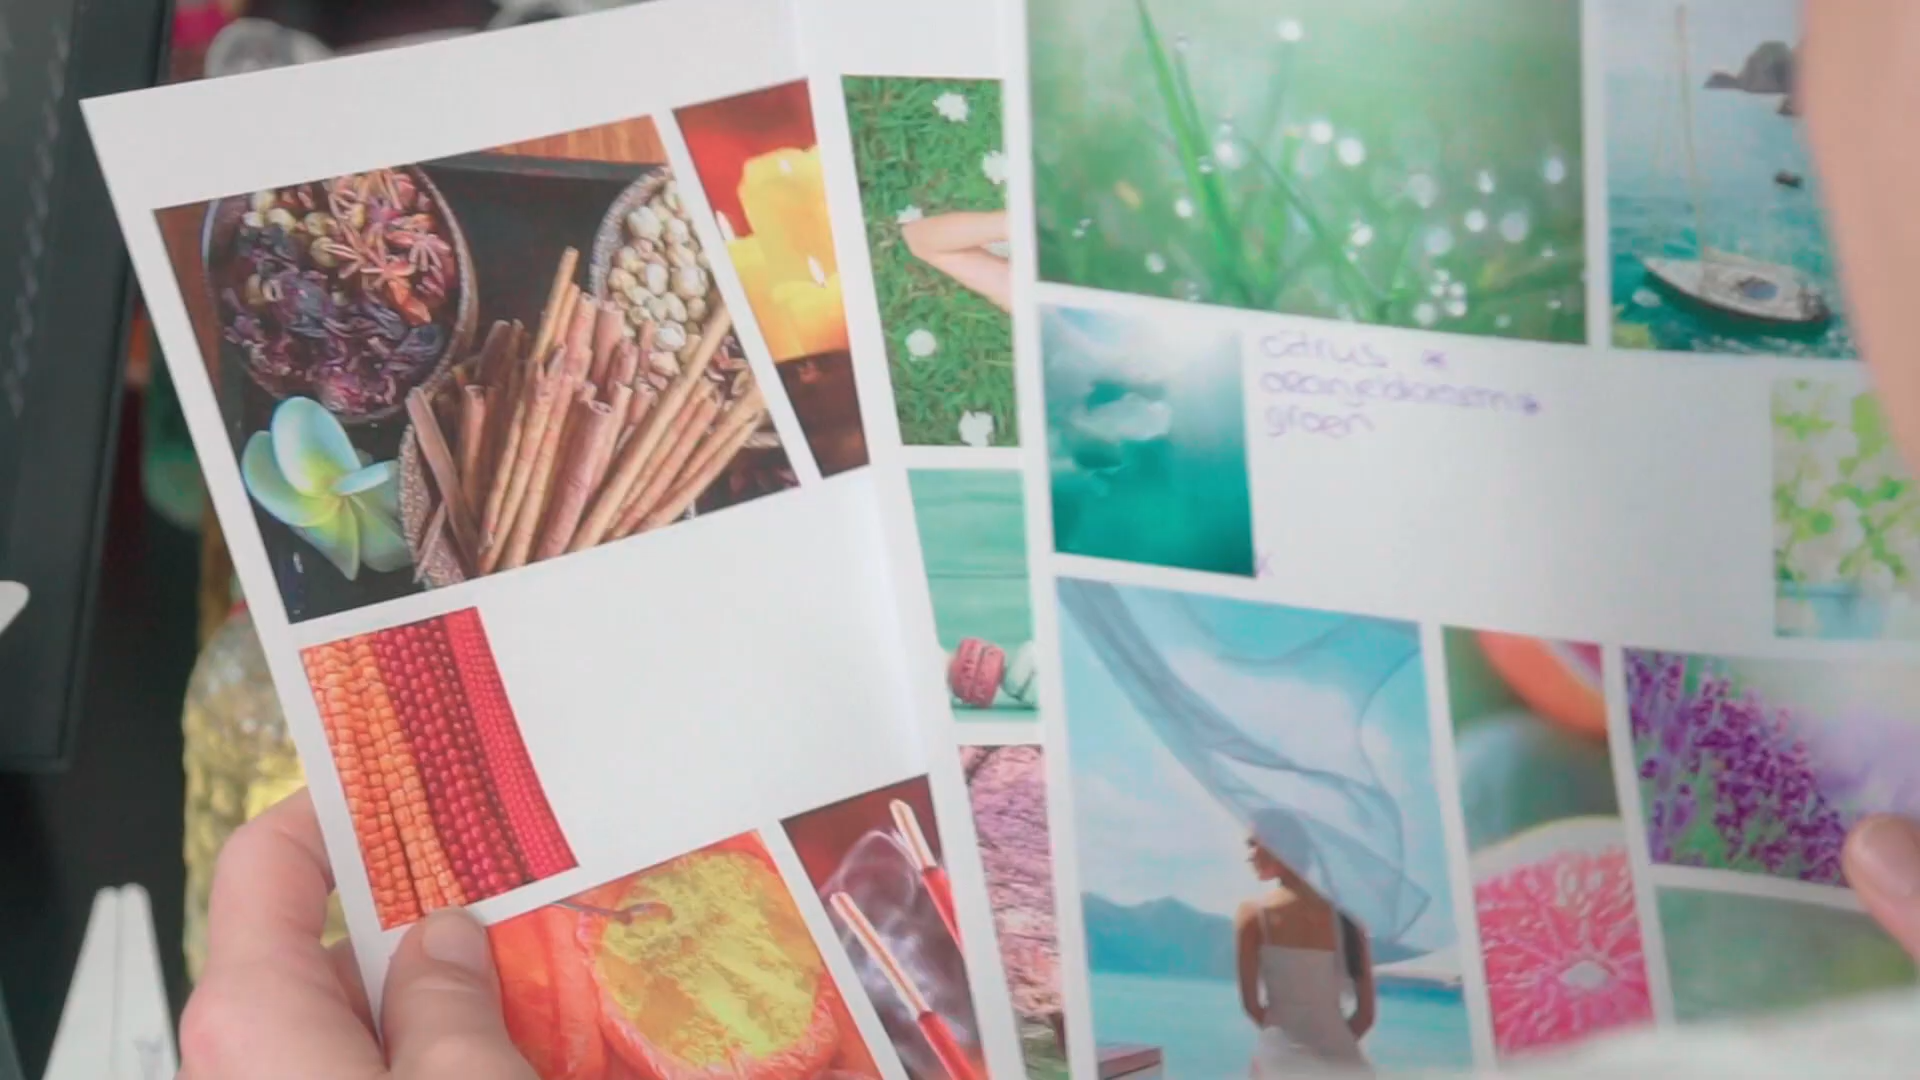 citrus *
oranjebloesem *
groen
x